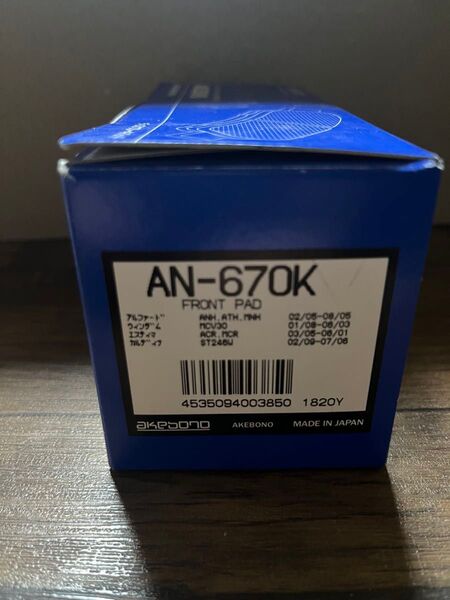 AN-670K
FRONT PAD
アルファード ANH.ATH.MNH 02/05-08/05
ウィンダム MCV30 01/08-06/03
エスティマ ACR.MCR 03/05-06/01
カルディナ ST246W 02/09-07/06
4535094003850 1820Y
akebono AKEBONO MADE IN JAPAN